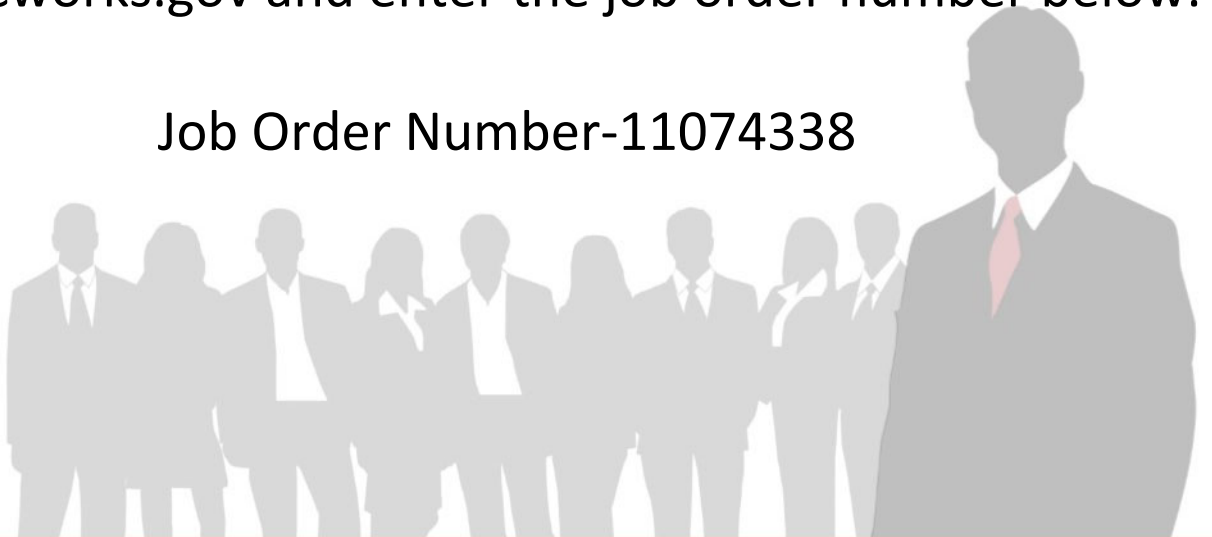 eworks.gov and enter the job order number below.
Job Order Number-11074338